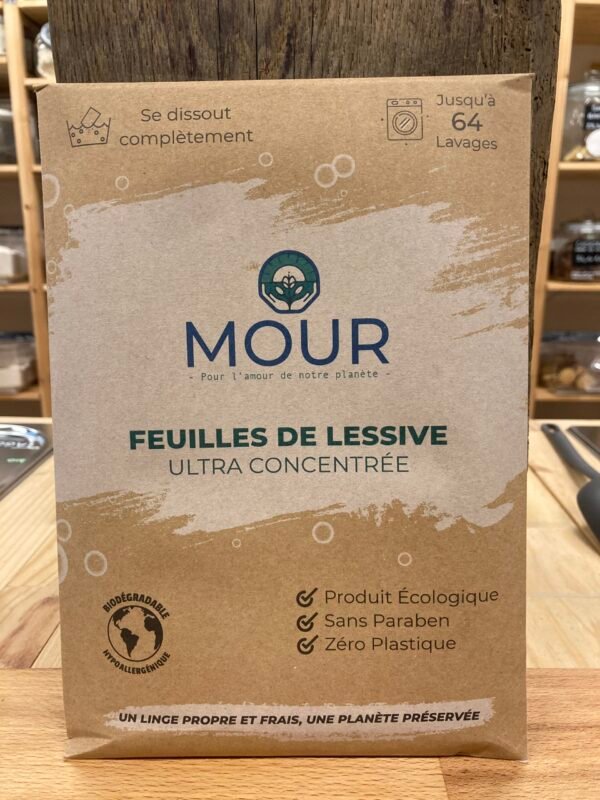 Se dissout
complètement
Jusqu'à
64
Lavages
MOUR
- Pour l'amour de notre planète -
FEUILLES DE LESSIVE
ULTRA CONCENTRÉE
BIODÉGRADABLE
HYPOALLERGÉNIQUE
Produit Écologique
Sans Paraben
Zéro Plastique
UN LINGE PROPRE ET FRAIS, UNE PLANÈTE PRÉSERVÉE